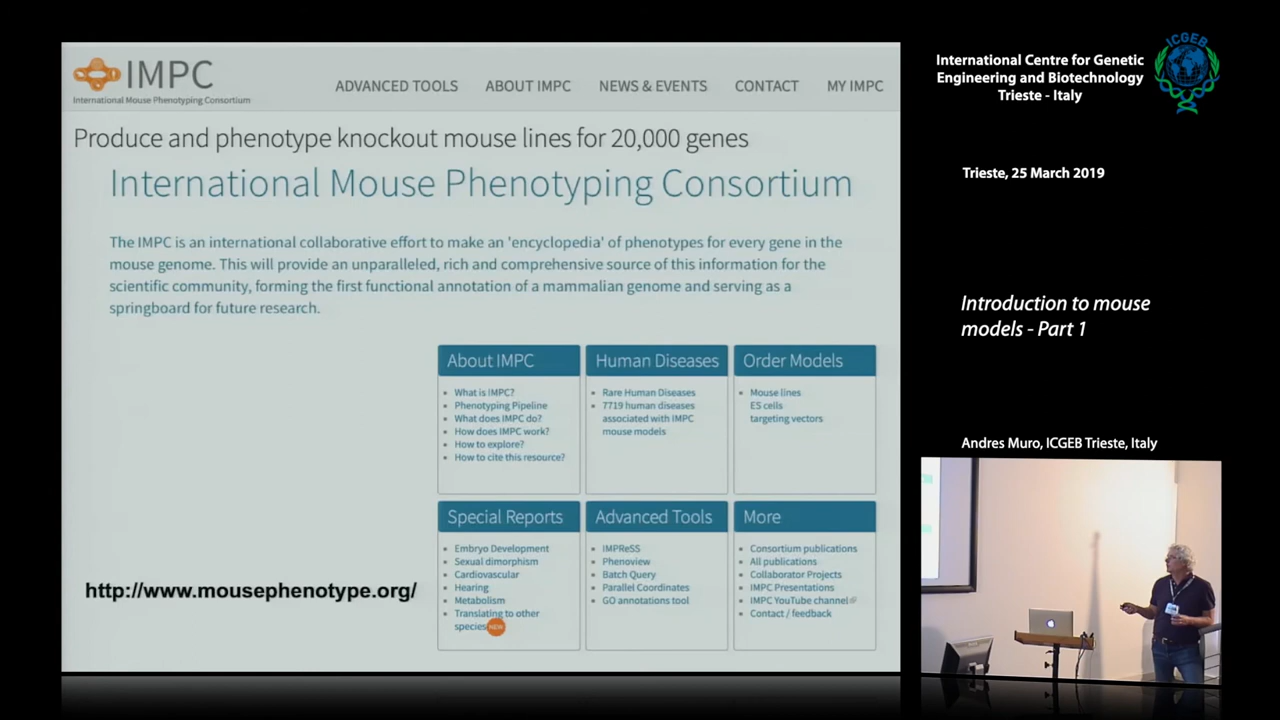 IMPC
International Mouse Phenotyping Consortium
ADVANCED TOOLS ABOUT IMPC NEWS & EVENTS CONTACT MY IMPC
Produce and phenotype knockout mouse lines for 20,000 genes
International Mouse Phenotyping Consortium
The IMPC is an international collaborative effort to make an 'encyclopedia' of phenotypes for every gene in the
mouse genome. This will provide an unparalleled, rich and comprehensive source of this information for the
scientific community, forming the first functional annotation of a mammalian genome and serving as a
springboard for future research.
About IMPC
What is IMPC?
Phenotyping Pipeline
What does IMPC do?
How does IMPC work?
How to explore?
How to cite this resource?
Human Diseases
Rare Human Diseases
7719 human diseases
associated with IMPC
mouse models
Order Models
Mouse lines
ES cells
targeting vectors
Special Reports
Embryo Development
Sexual dimorphism
Cardiovascular
Hearing
Metabolism
Translating to other
species NEW
Advanced Tools
IMPReSS
Phenoview
Batch Query
Parallel Coordinates
GO annotations tool
More
Consortium publications
All publications
Collaborator Projects
IMPC Presentations
IMPC YouTube channel
Contact / feedback
http://www.mousephenotype.org/
International Centre for Genetic
Engineering and Biotechnology
Trieste - Italy
ICGEB
Trieste, 25 March 2019
Introduction to mouse
models - Part 1
Andres Muro, ICGEB Trieste, Italy